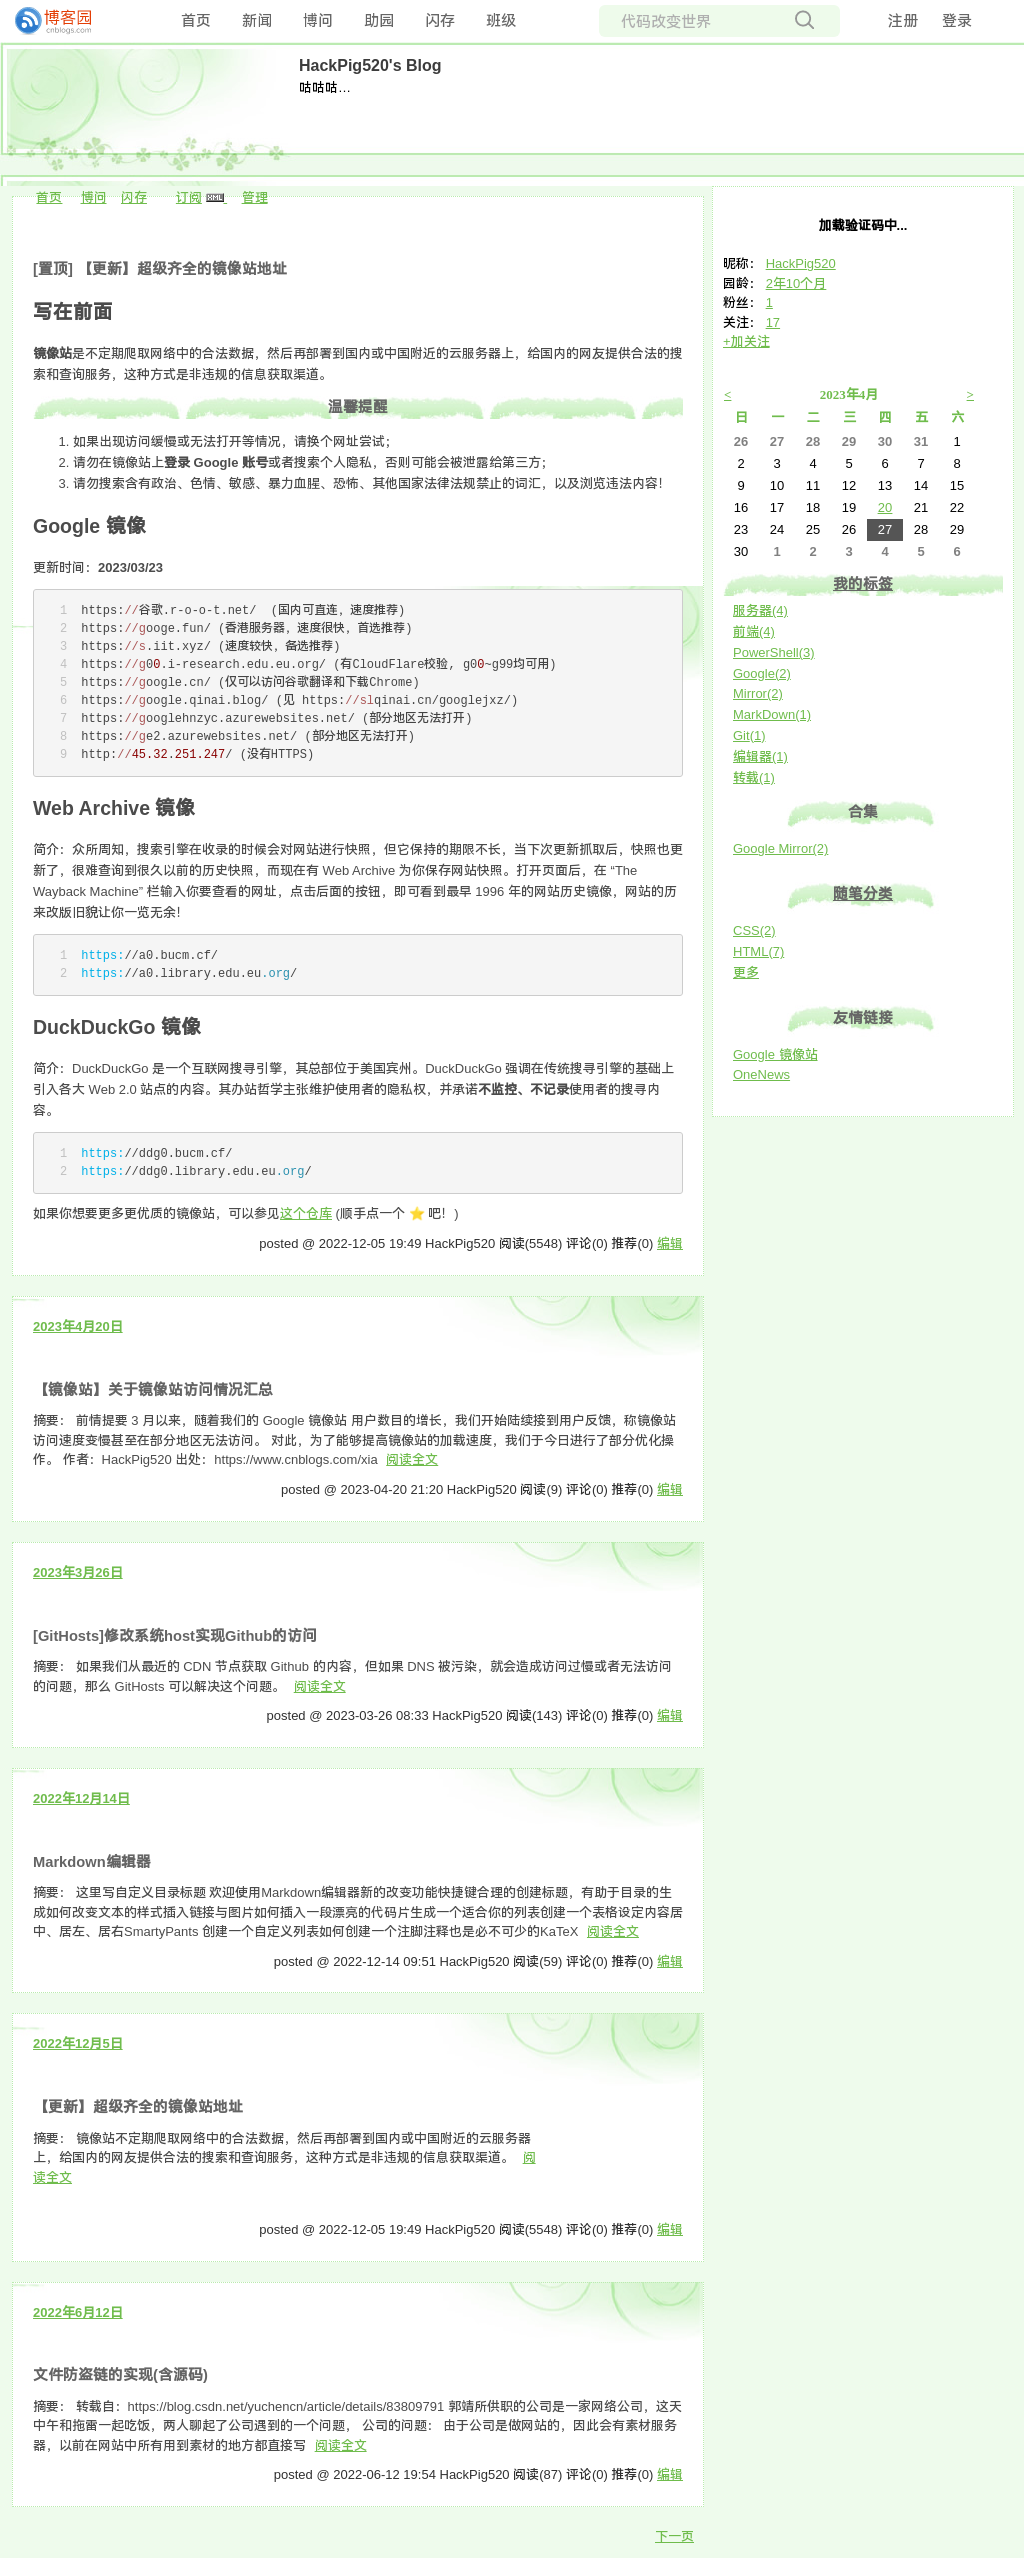 博客园
cnblogs.com
首页 新闻 博问 助园 闪存 班级 代码改变世界 注册 登录
HackPig520's Blog
咕咕咕...
首页 博问 闪存 订阅 XML 管理
[置顶] 【更新】超级齐全的镜像站地址
写在前面
镜像站是不定期爬取网络中的合法数据，然后再部署到国内或中国附近的云服务器上，给国内的网友提供合法的搜
索和查询服务，这种方式是非违规的信息获取渠道。
温馨提醒
1. 如果出现访问缓慢或无法打开等情况，请换个网址尝试；
2. 请勿在镜像站上登录 Google 账号或者搜索个人隐私，否则可能会被泄露给第三方；
3. 请勿搜索含有政治、色情、敏感、暴力血腥、恐怖、其他国家法律法规禁止的词汇，以及浏览违法内容！
Google 镜像
更新时间：2023/03/23
1 https://谷歌.r-o-o-t.net/ (国内可直连，速度推荐)
2 https://googe.fun/ (香港服务器，速度很快，首选推荐)
3 https://s.iit.xyz/ (速度较快，备选推荐)
4 https://g00.i-research.edu.eu.org/ (有CloudFlare校验, g00~g99均可用)
5 https://google.cn/ (仅可以访问谷歌翻译和下载Chrome)
6 https://google.qinai.blog/ (见 https://slqinai.cn/googlejxz/)
7 https://googlehnzyc.azurewebsites.net/ (部分地区无法打开)
8 https://ge2.azurewebsites.net/ (部分地区无法打开)
9 http://45.32.251.247/ (没有HTTPS)
Web Archive 镜像
简介：众所周知，搜索引擎在收录的时候会对网站进行快照，但它保持的期限不长，当下次更新抓取后，快照也更
新了，很难查询到很久以前的历史快照，而现在有 Web Archive 为你保存网站快照。打开页面后，在 “The
Wayback Machine” 栏输入你要查看的网址，点击后面的按钮，即可看到最早 1996 年的网站历史镜像，网站的历
来改版旧貌让你一览无余！
1 https://a0.bucm.cf/
2 https://a0.library.edu.eu.org/
DuckDuckGo 镜像
简介：DuckDuckGo 是一个互联网搜寻引擎，其总部位于美国宾州。DuckDuckGo 强调在传统搜寻引擎的基础上
引入各大 Web 2.0 站点的内容。其办站哲学主张维护使用者的隐私权，并承诺不监控、不记录使用者的搜寻内
容。
1 https://ddg0.bucm.cf/
2 https://ddg0.library.edu.eu.org/
如果你想要更多更优质的镜像站，可以参见这个仓库 (顺手点一个 ⭐ 吧！)
posted @ 2022-12-05 19:49 HackPig520 阅读(5548) 评论(0) 推荐(0) 编辑
2023年4月20日
【镜像站】关于镜像站访问情况汇总
摘要： 前情提要 3 月以来，随着我们的 Google 镜像站 用户数目的增长，我们开始陆续接到用户反馈，称镜像站
访问速度变慢甚至在部分地区无法访问。 对此，为了能够提高镜像站的加载速度，我们于今日进行了部分优化操
作。 作者：HackPig520 出处：https://www.cnblogs.com/xia 阅读全文
posted @ 2023-04-20 21:20 HackPig520 阅读(9) 评论(0) 推荐(0) 编辑
2023年3月26日
[GitHosts]修改系统host实现Github的访问
摘要： 如果我们从最近的 CDN 节点获取 Github 的内容，但如果 DNS 被污染，就会造成访问过慢或者无法访问
的问题，那么 GitHosts 可以解决这个问题。 阅读全文
posted @ 2023-03-26 08:33 HackPig520 阅读(143) 评论(0) 推荐(0) 编辑
2022年12月14日
Markdown编辑器
摘要： 这里写自定义目录标题 欢迎使用Markdown编辑器新的改变功能快捷键合理的创建标题，有助于目录的生
成如何改变文本的样式插入链接与图片如何插入一段漂亮的代码片生成一个适合你的列表创建一个表格设定内容居
中、居左、居右SmartyPants 创建一个自定义列表如何创建一个注脚注释也是必不可少的KaTeX 阅读全文
posted @ 2022-12-14 09:51 HackPig520 阅读(59) 评论(0) 推荐(0) 编辑
2022年12月5日
【更新】超级齐全的镜像站地址
摘要： 镜像站不定期爬取网络中的合法数据，然后再部署到国内或中国附近的云服务器
上，给国内的网友提供合法的搜索和查询服务，这种方式是非违规的信息获取渠道。 阅
读全文
posted @ 2022-12-05 19:49 HackPig520 阅读(5548) 评论(0) 推荐(0) 编辑
2022年6月12日
文件防盗链的实现(含源码)
摘要： 转载自：https://blog.csdn.net/yuchencn/article/details/83809791 郭靖所供职的公司是一家网络公司，这天
中午和拖雷一起吃饭，两人聊起了公司遇到的一个问题， 公司的问题： 由于公司是做网站的，因此会有素材服务
器，以前在网站中所有用到素材的地方都直接写 阅读全文
posted @ 2022-06-12 19:54 HackPig520 阅读(87) 评论(0) 推荐(0) 编辑
下一页
加载验证码中...
昵称： HackPig520
园龄： 2年10个月
粉丝： 1
关注： 17
+加关注
< 2023年4月 >
日 一 二 三 四 五 六
26 27 28 29 30 31 1
2 3 4 5 6 7 8
9 10 11 12 13 14 15
16 17 18 19 20 21 22
23 24 25 26 27 28 29
30 1 2 3 4 5 6
我的标签
服务器(4)
前端(4)
PowerShell(3)
Google(2)
Mirror(2)
MarkDown(1)
Git(1)
编辑器(1)
转载(1)
合集
Google Mirror(2)
随笔分类
CSS(2)
HTML(7)
更多
友情链接
Google 镜像站
OneNews